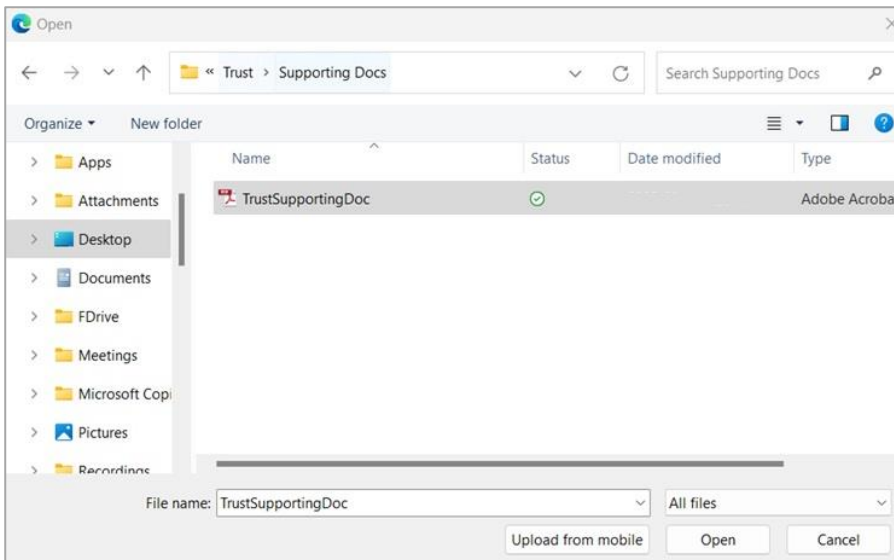 Open
« Trust > Supporting Docs
Search Supporting Docs
Organize
New folder
?
Name
Status
Date modified
Type
Apps
Attachments
Desktop
Documents
FDrive
Meetings
Microsoft Copi
Pictures
Recordings
TrustSupportingDoc
Adobe Acroba
File name: TrustSupportingDoc
All files
Upload from mobile
Open
Cancel